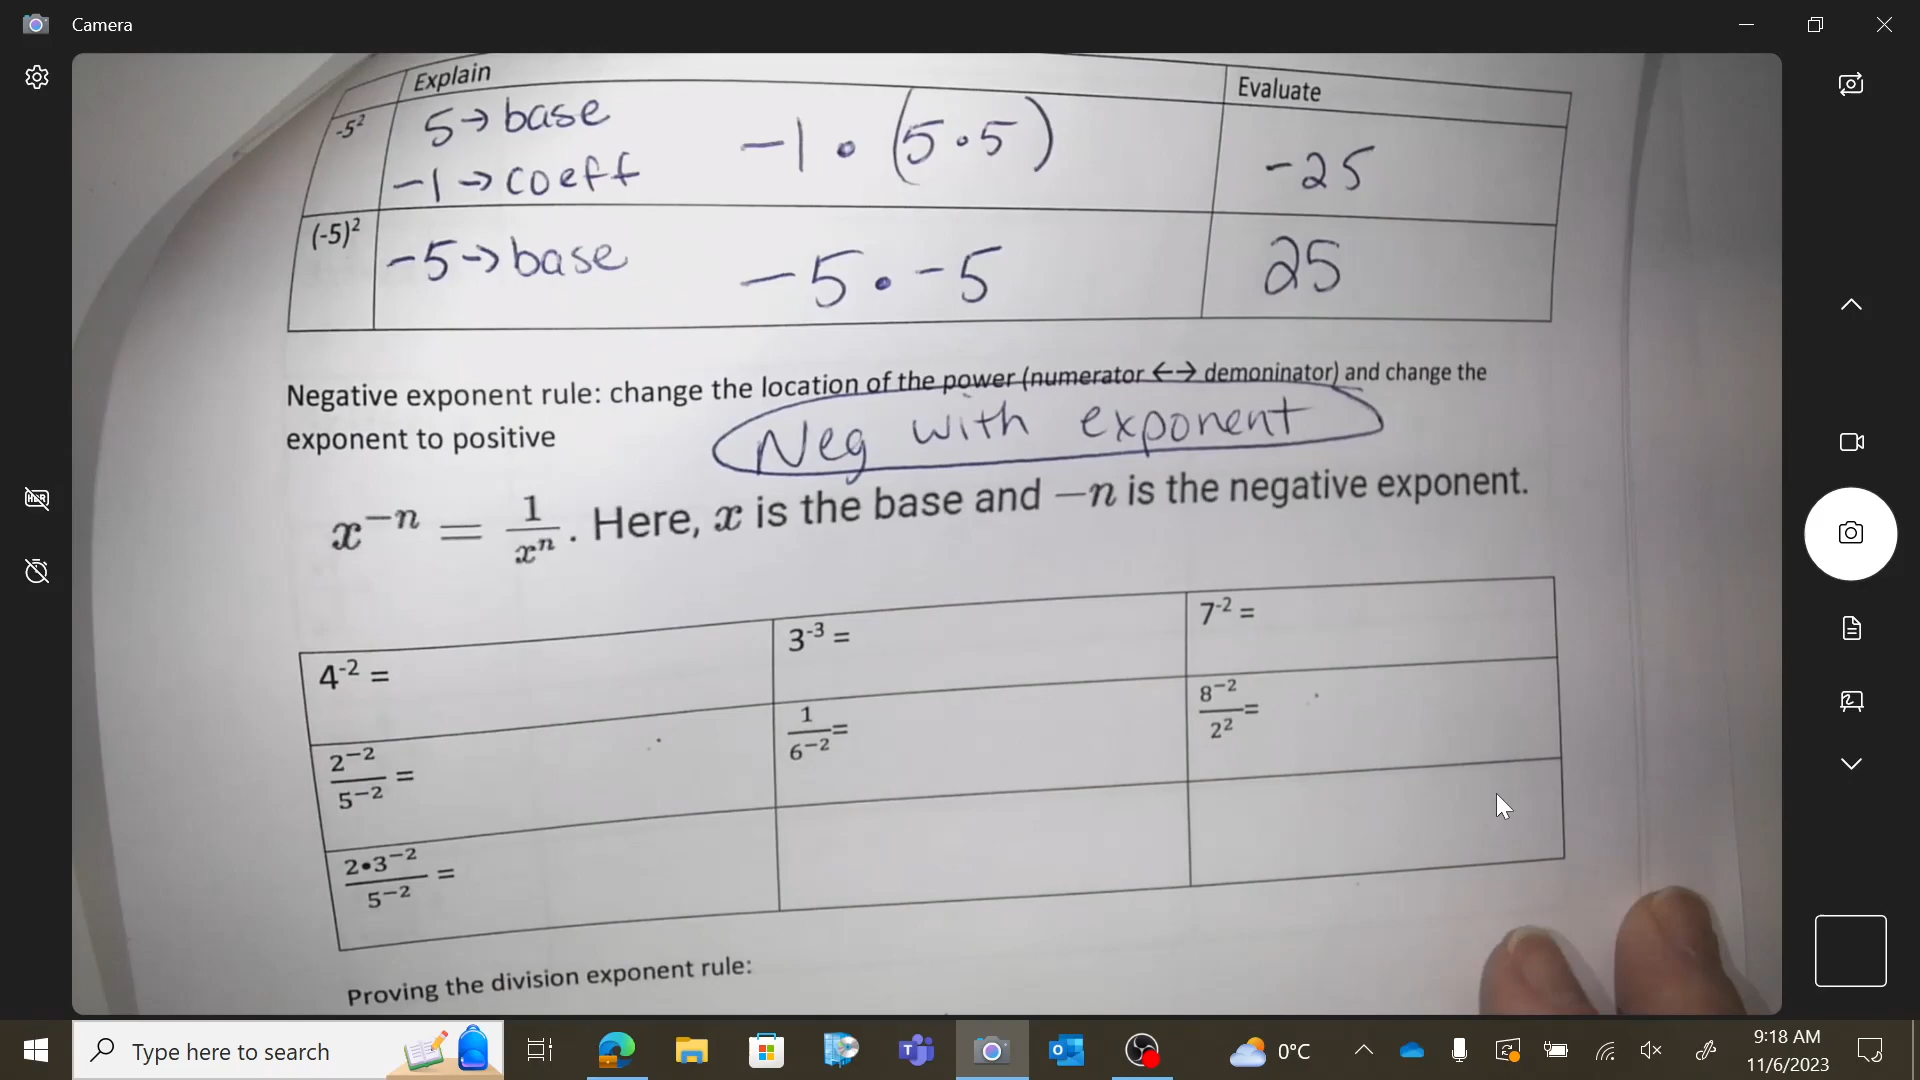 Camera
Explain
Evaluate
-5²
5→ base
-1 → coeff
-1 • (5•5)
-25
(-5)²
-5→ base
-5 • -5
25
Negative exponent rule: change the location of the power (numerator ←→ demoninator) and change the
exponent to positive
Neg with exponent
x⁻ⁿ = 1/xⁿ. Here, x is the base and −n is the negative exponent.
4⁻² =
3⁻³ =
7⁻² =
2⁻²/5⁻² =
1/6⁻² =
8⁻²/2² =
2•3⁻²/5⁻² =
Proving the division exponent rule:
Type here to search
0°C
9:18 AM
11/6/2023